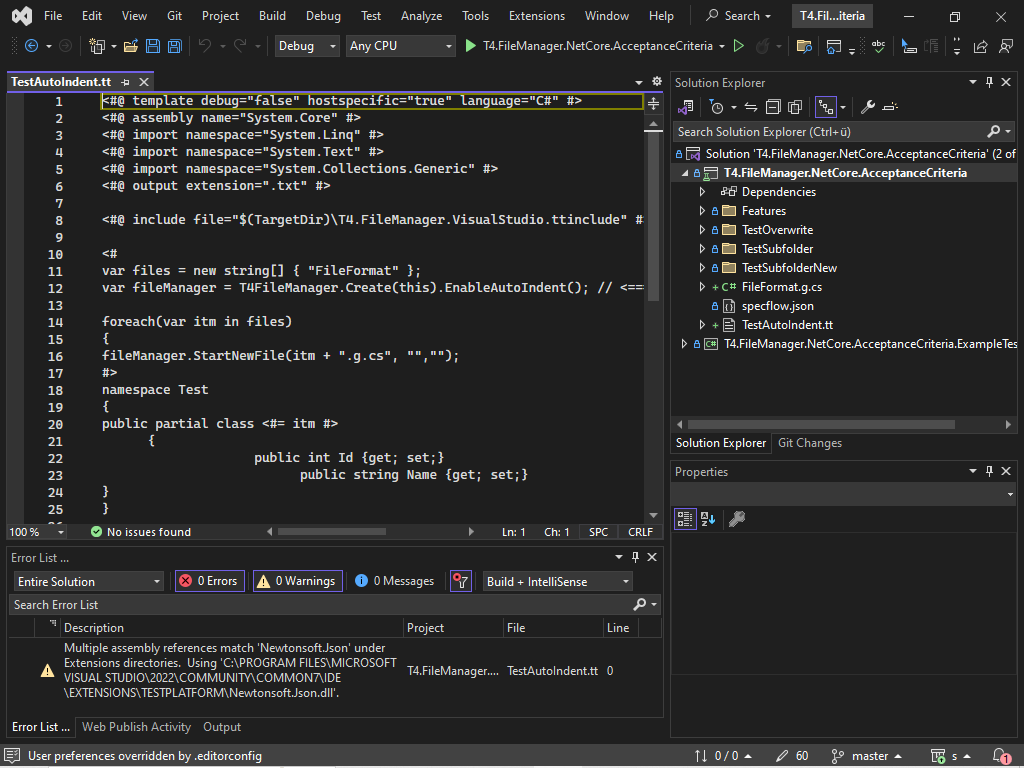 File Edit View Git Project Build Debug Test Analyze Tools Extensions Window Help Search T4.Fil...iteria
Debug Any CPU T4.FileManager.NetCore.AcceptanceCriteria
TestAutoIndent.tt
1 <#@ template debug="false" hostspecific="true" language="C#" #>
2 <#@ assembly name="System.Core" #>
3 <#@ import namespace="System.Linq" #>
4 <#@ import namespace="System.Text" #>
5 <#@ import namespace="System.Collections.Generic" #>
6 <#@ output extension=".txt" #>
7
8 <#@ include file="$(TargetDir)\T4.FileManager.VisualStudio.ttinclude" #
9
10 <#
11 var files = new string[] { "FileFormat" };
12 var fileManager = T4FileManager.Create(this).EnableAutoIndent(); // <==
13
14 foreach(var itm in files)
15 {
16 fileManager.StartNewFile(itm + ".g.cs", "","");
17 #>
18 namespace Test
19 {
20 public partial class <#= itm #>
21 {
22 public int Id {get; set;}
23 public string Name {get; set;}
24 }
25 }
100 % No issues found Ln: 1 Ch: 1 SPC CRLF
Error List ...
Entire Solution 0 Errors 0 Warnings 0 Messages Build + IntelliSense
Search Error List
Description Project File Line
Multiple assembly references match 'Newtonsoft.Json' under
Extensions directories. Using 'C:\PROGRAM FILES\MICROSOFT
VISUAL STUDIO\2022\COMMUNITY\COMMON7\IDE
\EXTENSIONS\TESTPLATFORM\Newtonsoft.Json.dll'.
T4.FileManager.... TestAutoIndent.tt 0
Error List ... Web Publish Activity Output
Solution Explorer
Search Solution Explorer (Ctrl+ü)
Solution 'T4.FileManager.NetCore.AcceptanceCriteria' (2 of
T4.FileManager.NetCore.AcceptanceCriteria
Dependencies
Features
TestOverwrite
TestSubfolder
TestSubfolderNew
C# FileFormat.g.cs
specflow.json
TestAutoIndent.tt
C# T4.FileManager.NetCore.AcceptanceCriteria.ExampleTes
Solution Explorer Git Changes
Properties
User preferences overridden by .editorconfig 0 / 0 60 master s 1